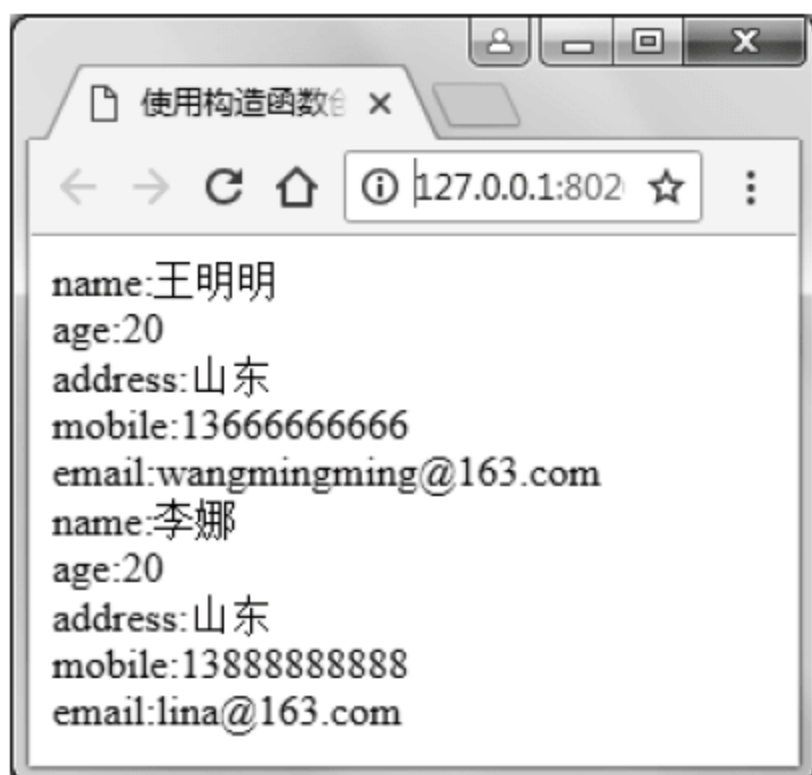 使用构造函数
127.0.0.1:802
name:王明明
age:20
address:山东
mobile:13666666666
email:wangmingming@163.com
name:李娜
age:20
address:山东
mobile:13888888888
email:lina@163.com